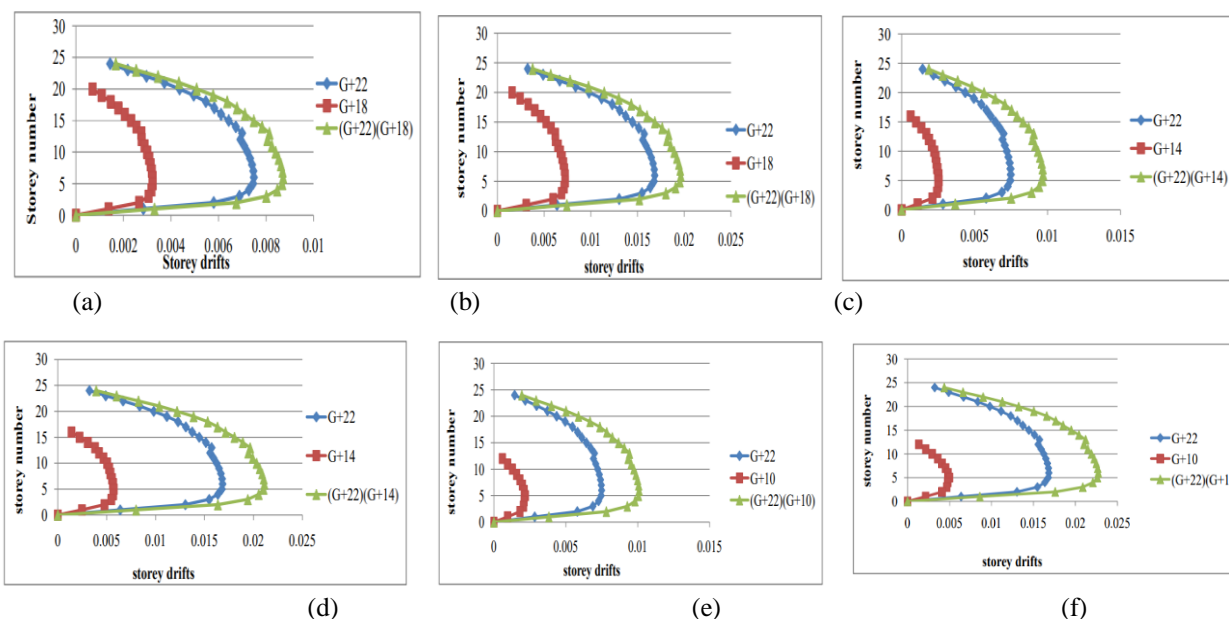 30
25
20
15
10
5
0
Storey number
0 0.002 0.004 0.006 0.008 0.01
Storey drifts
G+22
G+18
(G+22)(G+18)
(a)
30
25
20
15
10
5
0
storey number
0 0.005 0.01 0.015 0.02 0.025
storey drifts
G+22
G+18
(G+22)(G+18)
(b)
30
25
20
15
10
5
0
storey number
0 0.005 0.01 0.015
storey drifts
G+22
G+14
(G+22)(G+14)
(c)
30
25
20
15
10
5
0
storey number
0 0.005 0.01 0.015 0.02 0.025
storey drifts
G+22
G+14
(G+22)(G+14)
(d)
30
25
20
15
10
5
0
storey number
0 0.005 0.01 0.015
storey drifts
G+22
G+10
(G+22)(G+10)
(e)
30
25
20
15
10
5
0
storey number
0 0.005 0.01 0.015 0.02 0.025
storey drifts
G+22
G+10
(G+22)(G+1
(f)